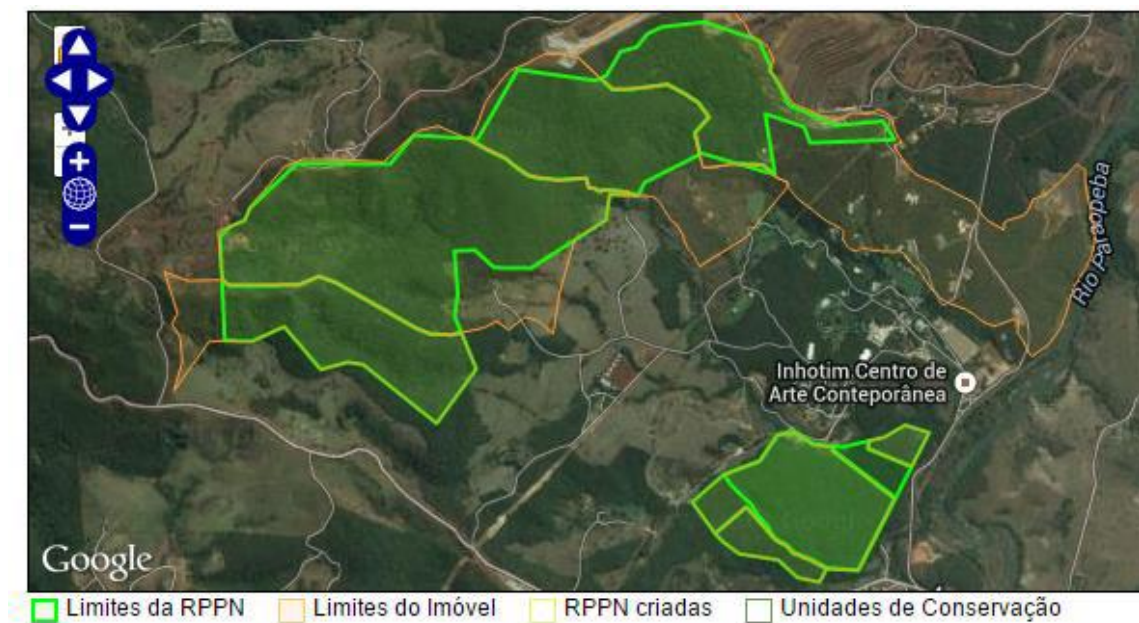 Rio Paraopeba
Inhotim Centro de
Arte Conteporânea
Google
Limites da RPPN
Limites do Imóvel
RPPN criadas
Unidades de Conservação